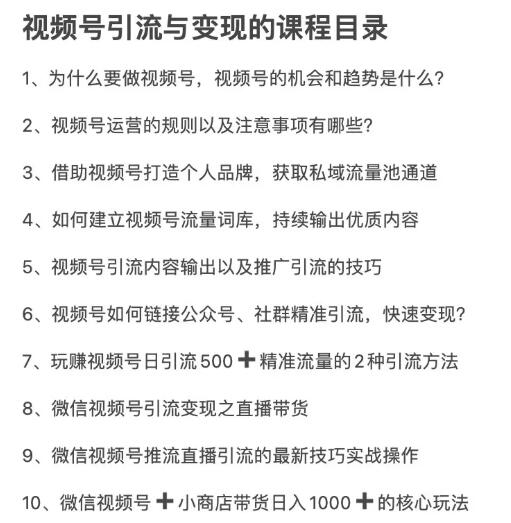 视频号引流与变现的课程目录
1、为什么要做视频号，视频号的机会和趋势是什么?
2、视频号运营的规则以及注意事项有哪些?
3、借助视频号打造个人品牌，获取私域流量池通道
4、如何建立视频号流量词库，持续输出优质内容
5、视频号引流内容输出以及推广引流的技巧
6、视频号如何链接公众号、社群精准引流，快速变现?
7、玩赚视频号日引流500➕精准流量的2种引流方法
8、微信视频号引流变现之直播带货
9、微信视频号推流直播引流的最新技巧实战操作
10、微信视频号➕小商店带货日入1000➕的核心玩法